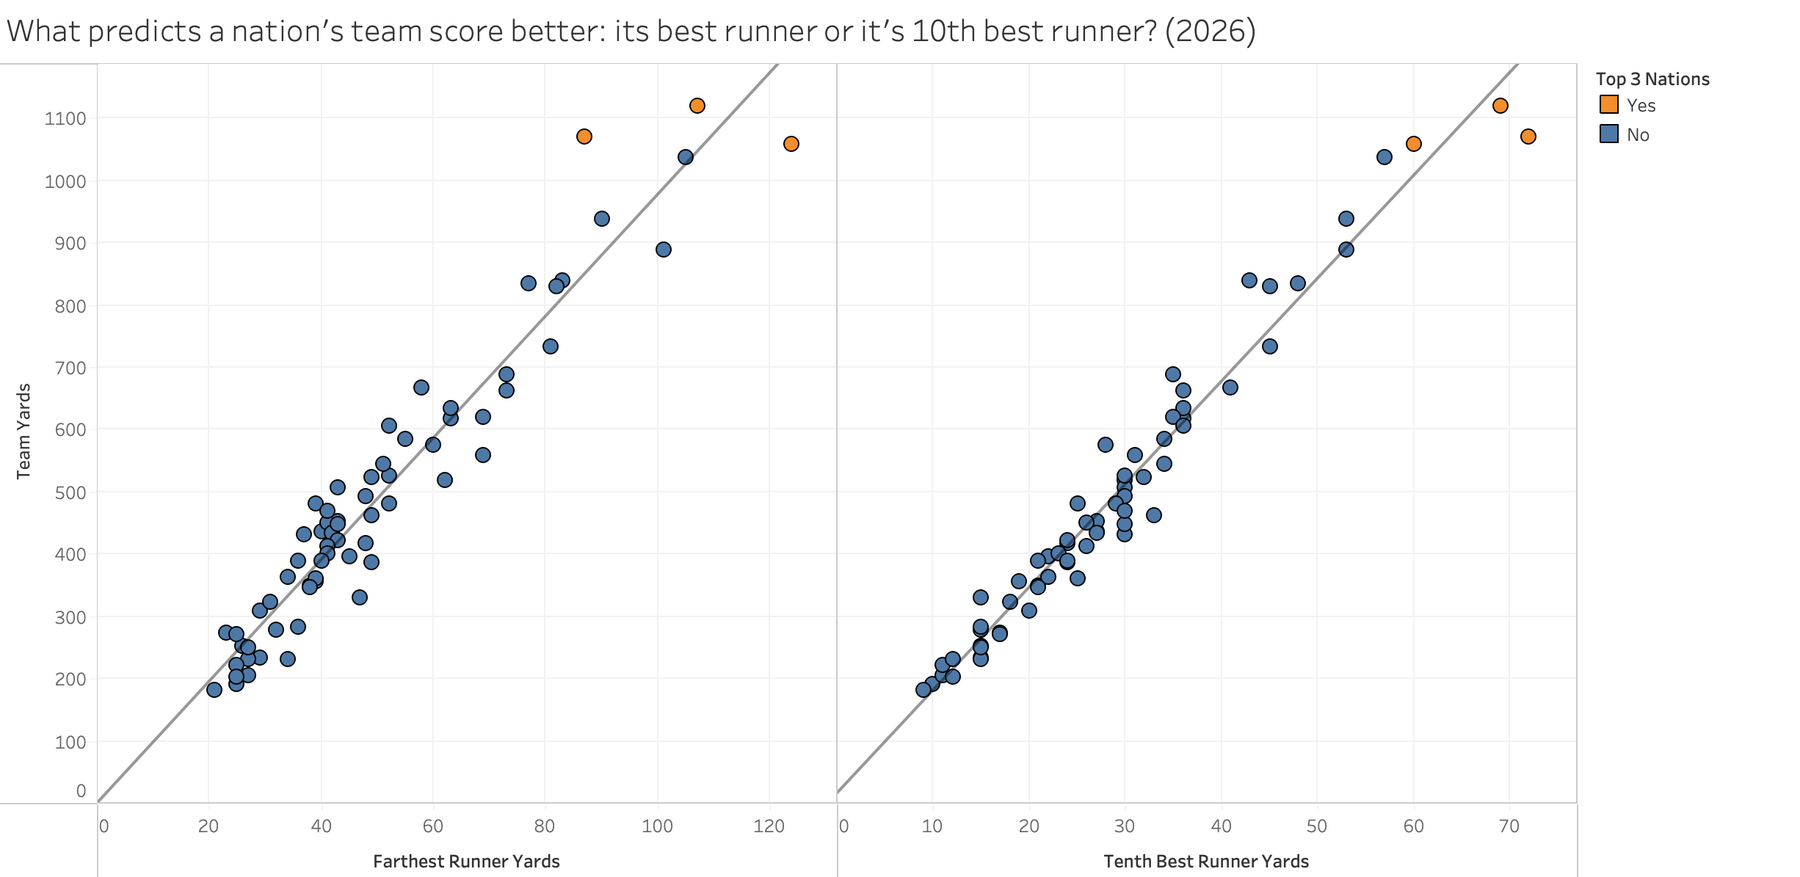 What predicts a nation's team score better: its best runner or it's 10th best runner? (2026)
Top 3 Nations
Yes
No
Team Yards
1100
1000
900
800
700
600
500
400
300
200
100
0
0 20 40 60 80 100 120
0 10 20 30 40 50 60 70
Farthest Runner Yards
Tenth Best Runner Yards